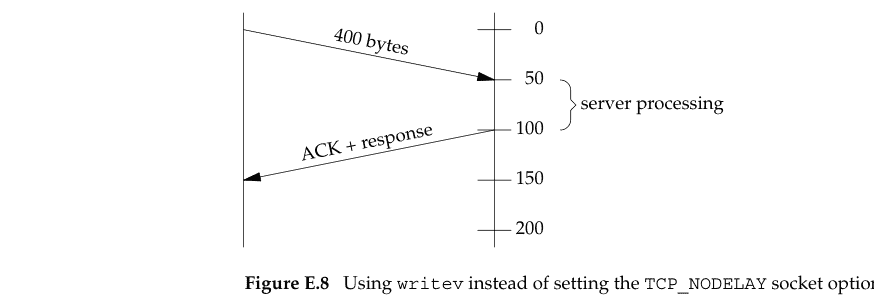 400 bytes
0
50
server processing
100
ACK + response
150
200
Figure E.8 Using writev instead of setting the TCP_NODELAY socket optio